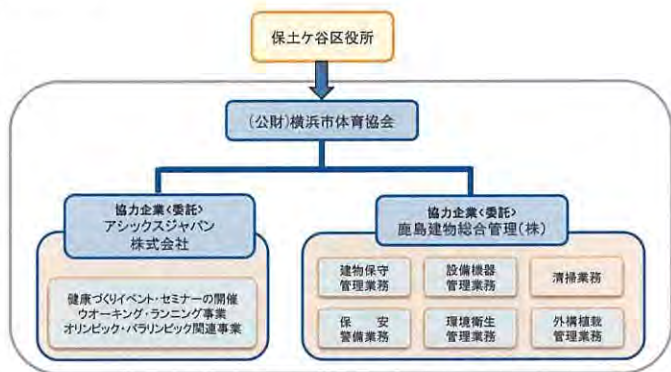 保土ケ谷区役所
(公財)横浜市体育協会
協力企業<委託>
アシックスジャパン
株式会社
健康づくりイベント・セミナーの開催
ウオーキング・ランニング事業
オリンピック・パラリンピック関連事業
協力企業<委託>
鹿島建物総合管理(株)
建物保守
管理業務
設備機器
管理業務
清掃業務
保 安
警備業務
環境衛生
管理業務
外構植栽
管理業務